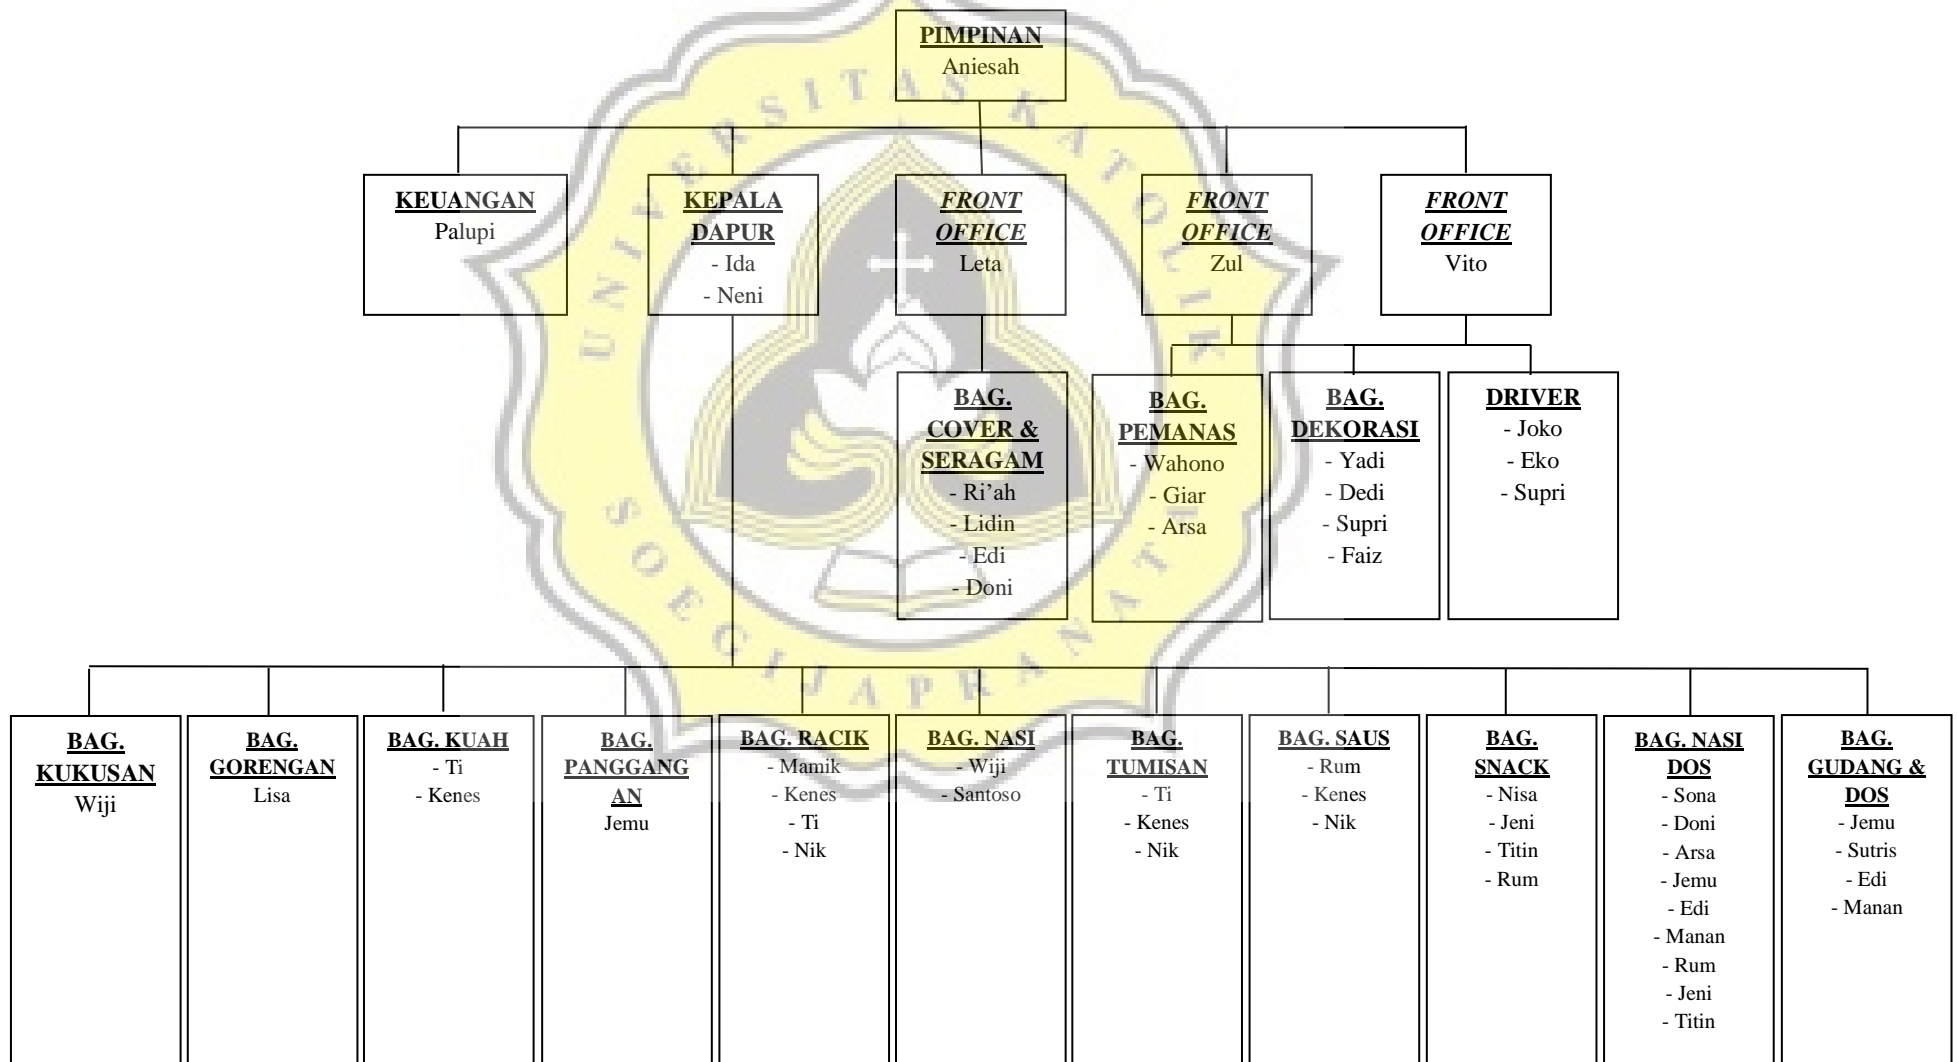 PIMPINAN
Aniesah
KEUANGAN
Palupi
KEPALA
DAPUR
- Ida
- Neni
FRONT
OFFICE
Leta
FRONT
OFFICE
Zul
FRONT
OFFICE
Vito
BAG.
COVER &
SERAGAM
- Ri’ah
- Lidin
- Edi
- Doni
BAG.
PEMANAS
- Wahono
- Giar
- Arsa
BAG.
DEKORASI
- Yadi
- Dedi
- Supri
- Faiz
DRIVER
- Joko
- Eko
- Supri
BAG.
KUKUSAN
Wiji
BAG.
GORENGAN
Lisa
BAG. KUAH
- Ti
- Kenes
BAG.
PANGGANG
AN
Jemu
BAG. RACIK
- Mamik
- Kenes
- Ti
- Nik
BAG. NASI
- Wiji
- Santoso
BAG.
TUMISAN
- Ti
- Kenes
- Nik
BAG. SAUS
- Rum
- Kenes
- Nik
BAG.
SNACK
- Nisa
- Jeni
- Titin
- Rum
BAG. NASI
DOS
- Sona
- Doni
- Arsa
- Jemu
- Edi
- Manan
- Rum
- Jeni
- Titin
BAG.
GUDANG &
DOS
- Jemu
- Sutris
- Edi
- Manan
UNIVERSITAS KATOLIK
SOEGIJAPRANATA